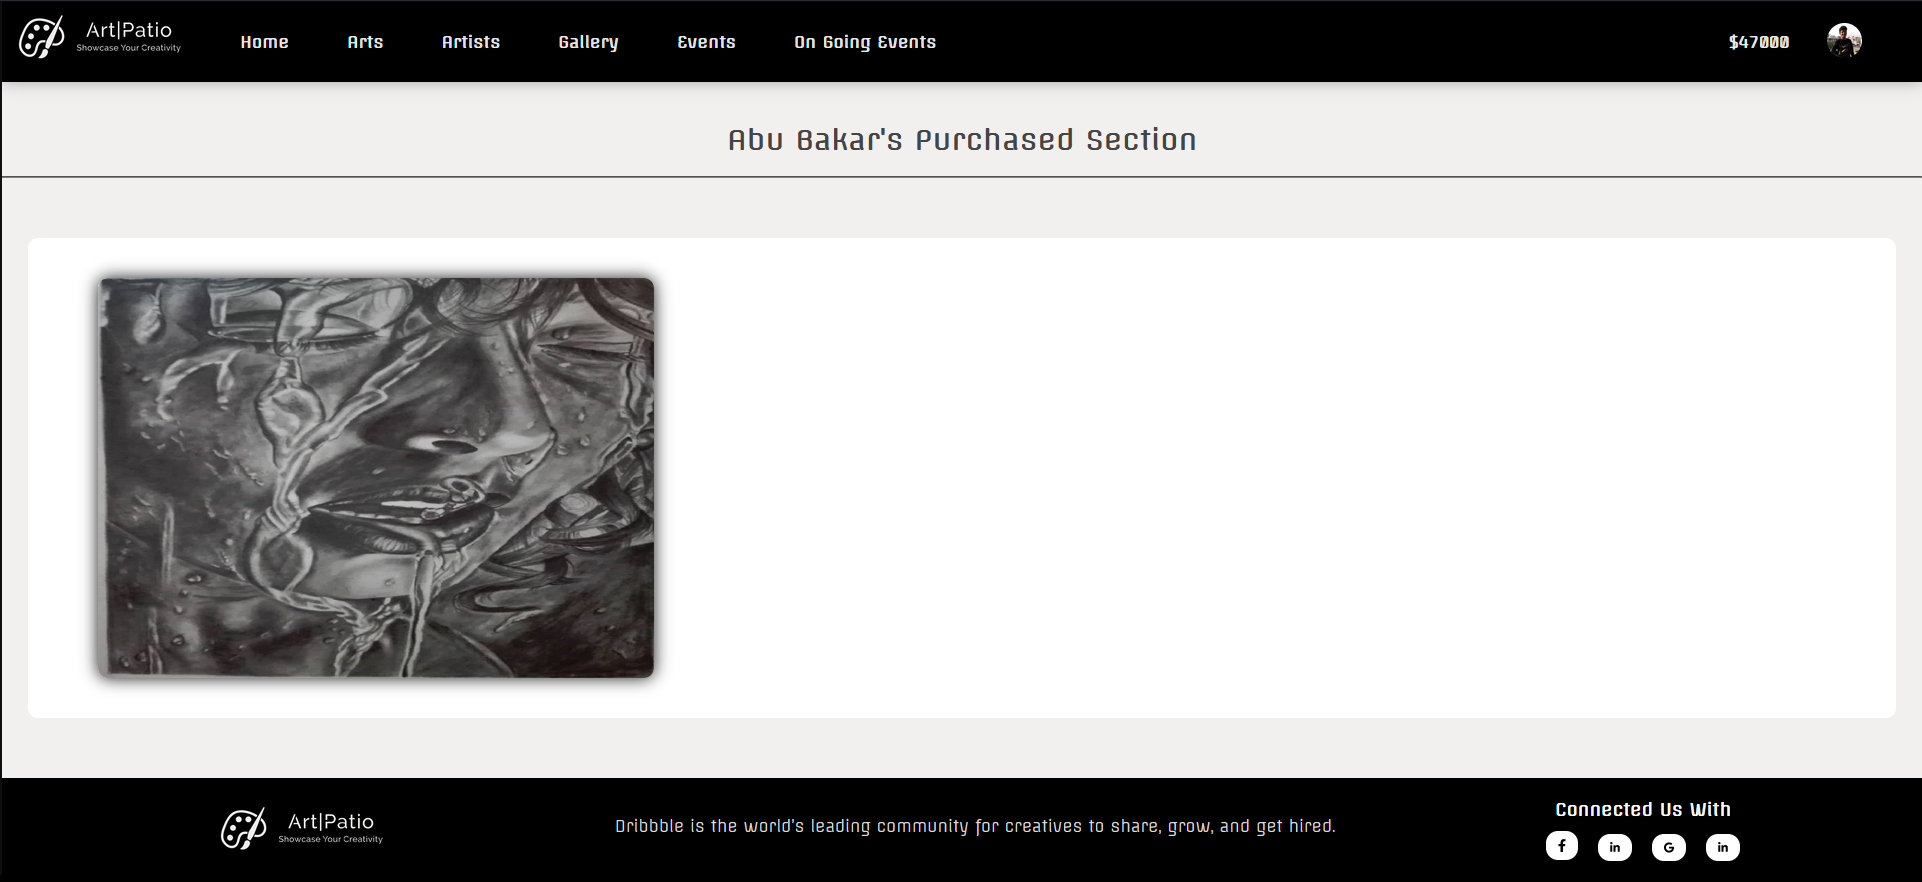 Art|Patio
Showcase Your Creativity
Home
Arts
Artists
Gallery
Events
On Going Events
$47000
Abu Bakar's Purchased Section
Art|Patio
Showcase Your Creativity
Dribbble is the world's leading community for creatives to share, grow, and get hired.
Connected Us With
f
in
G
in